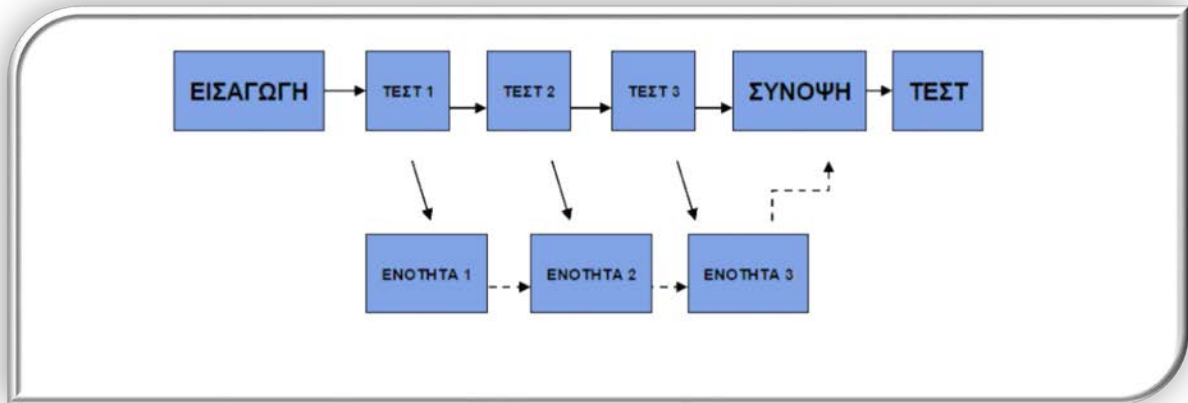 ΕΙΣΑΓΩΓΗ
ΤΕΣΤ 1
ΤΕΣΤ 2
ΤΕΣΤ 3
ΣΥΝΟΨΗ
ΤΕΣΤ
ΕΝΟΤΗΤΑ 1
ΕΝΟΤΗΤΑ 2
ΕΝΟΤΗΤΑ 3